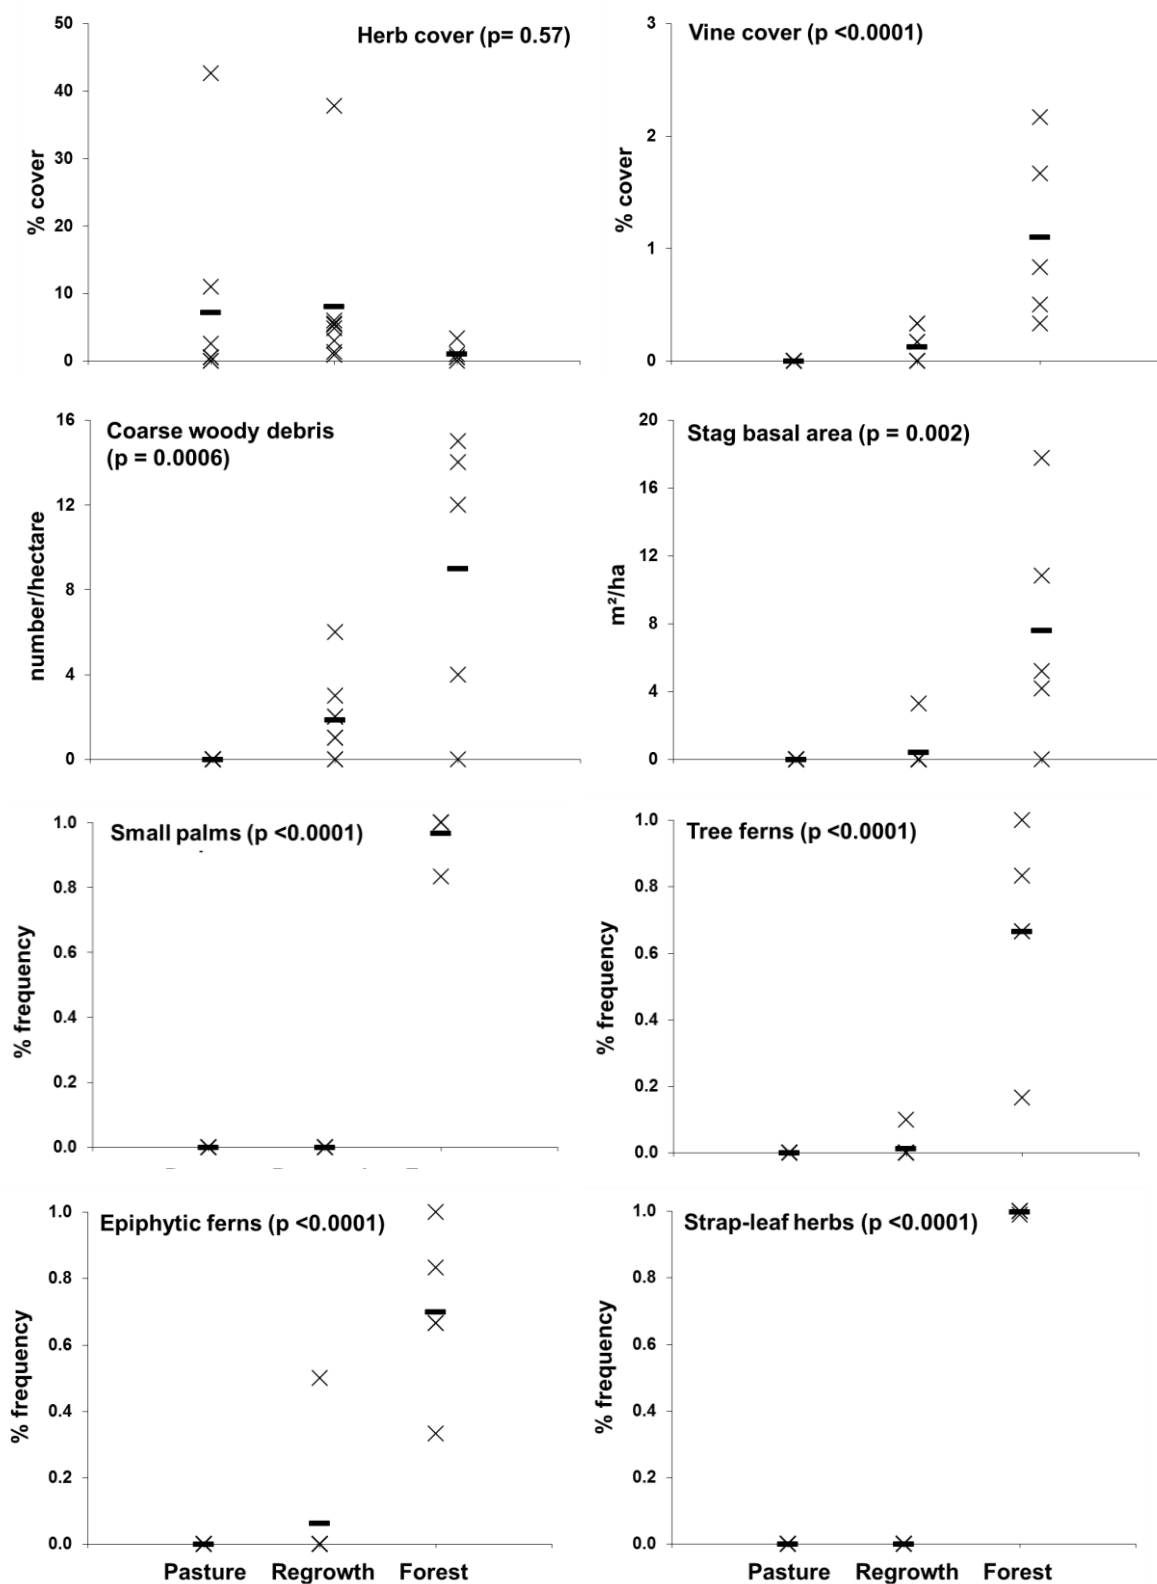 50
40
30
20
10
0
% cover
Herb cover (p= 0.57)
3
2
1
0
% cover
Vine cover (p <0.0001)
16
12
8
4
0
number/hectare
Coarse woody debris
(p = 0.0006)
20
16
12
8
4
0
m²/ha
Stag basal area (p = 0.002)
1.0
0.8
0.6
0.4
0.2
0.0
% frequency
Small palms (p <0.0001)
1.0
0.8
0.6
0.4
0.2
0.0
% frequency
Tree ferns (p <0.0001)
1.0
0.8
0.6
0.4
0.2
0.0
% frequency
Epiphytic ferns (p <0.0001)
Pasture Regrowth Forest
1.0
0.8
0.6
0.4
0.2
0.0
% frequency
Strap-leaf herbs (p <0.0001)
Pasture Regrowth Forest